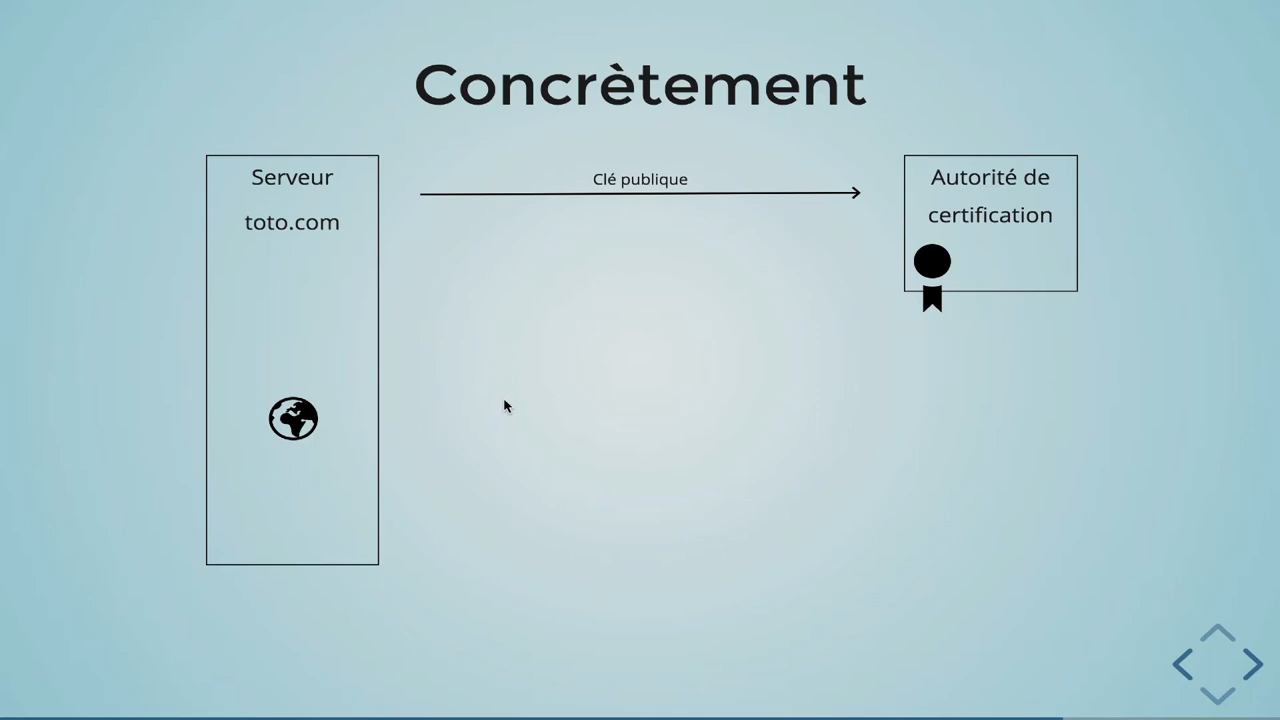 Concrètement
Serveur
toto.com
Clé publique
Autorité de
certification